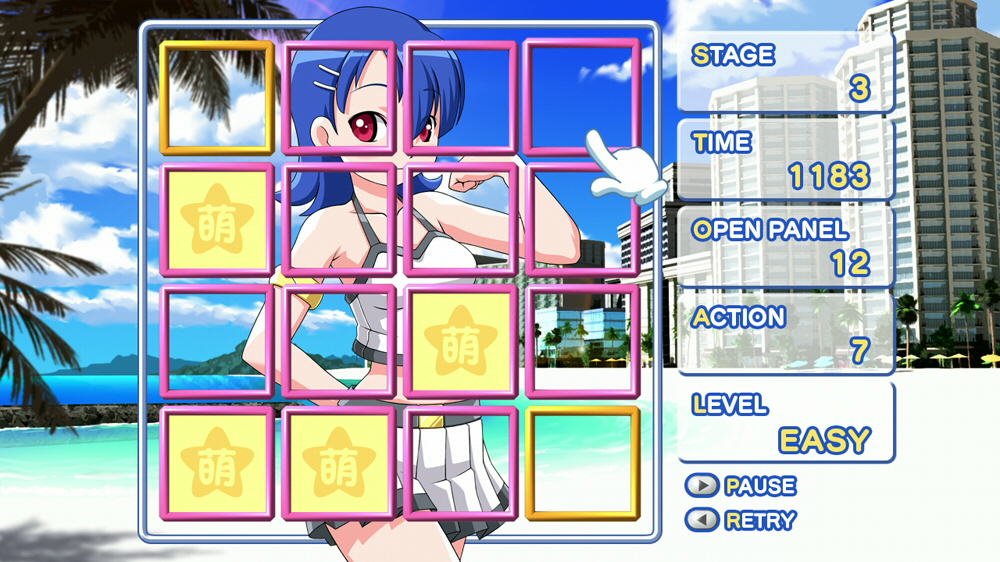 STAGE
3
TIME
1183
萌
OPEN PANEL
12
ACTION
7
萌
LEVEL
EASY
萌
萌
PAUSE
RETRY